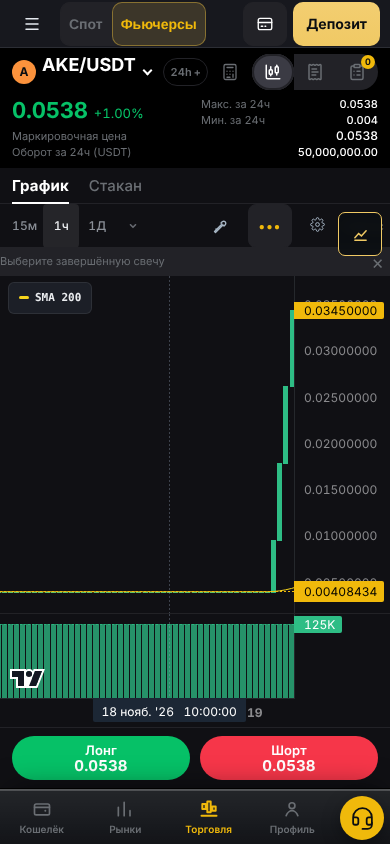 Спот
Фьючерсы
Депозит
A
AKE/USDT
24h +
0
0.0538 +1.00%
Макс. за 24ч 0.0538
Мин. за 24ч 0.004
Маркировочная цена 0.0538
Оборот за 24ч (USDT) 50,000,000.00
График Стакан
15м 1ч 1Д
Выберите завершённую свечу
SMA 200
0.03450000
0.03000000
0.02500000
0.02000000
0.01500000
0.01000000
0.00408434
125K
18 нояб. '26 10:00:00 19
Лонг
0.0538
Шорт
0.0538
Кошелёк Рынки Торговля Профиль